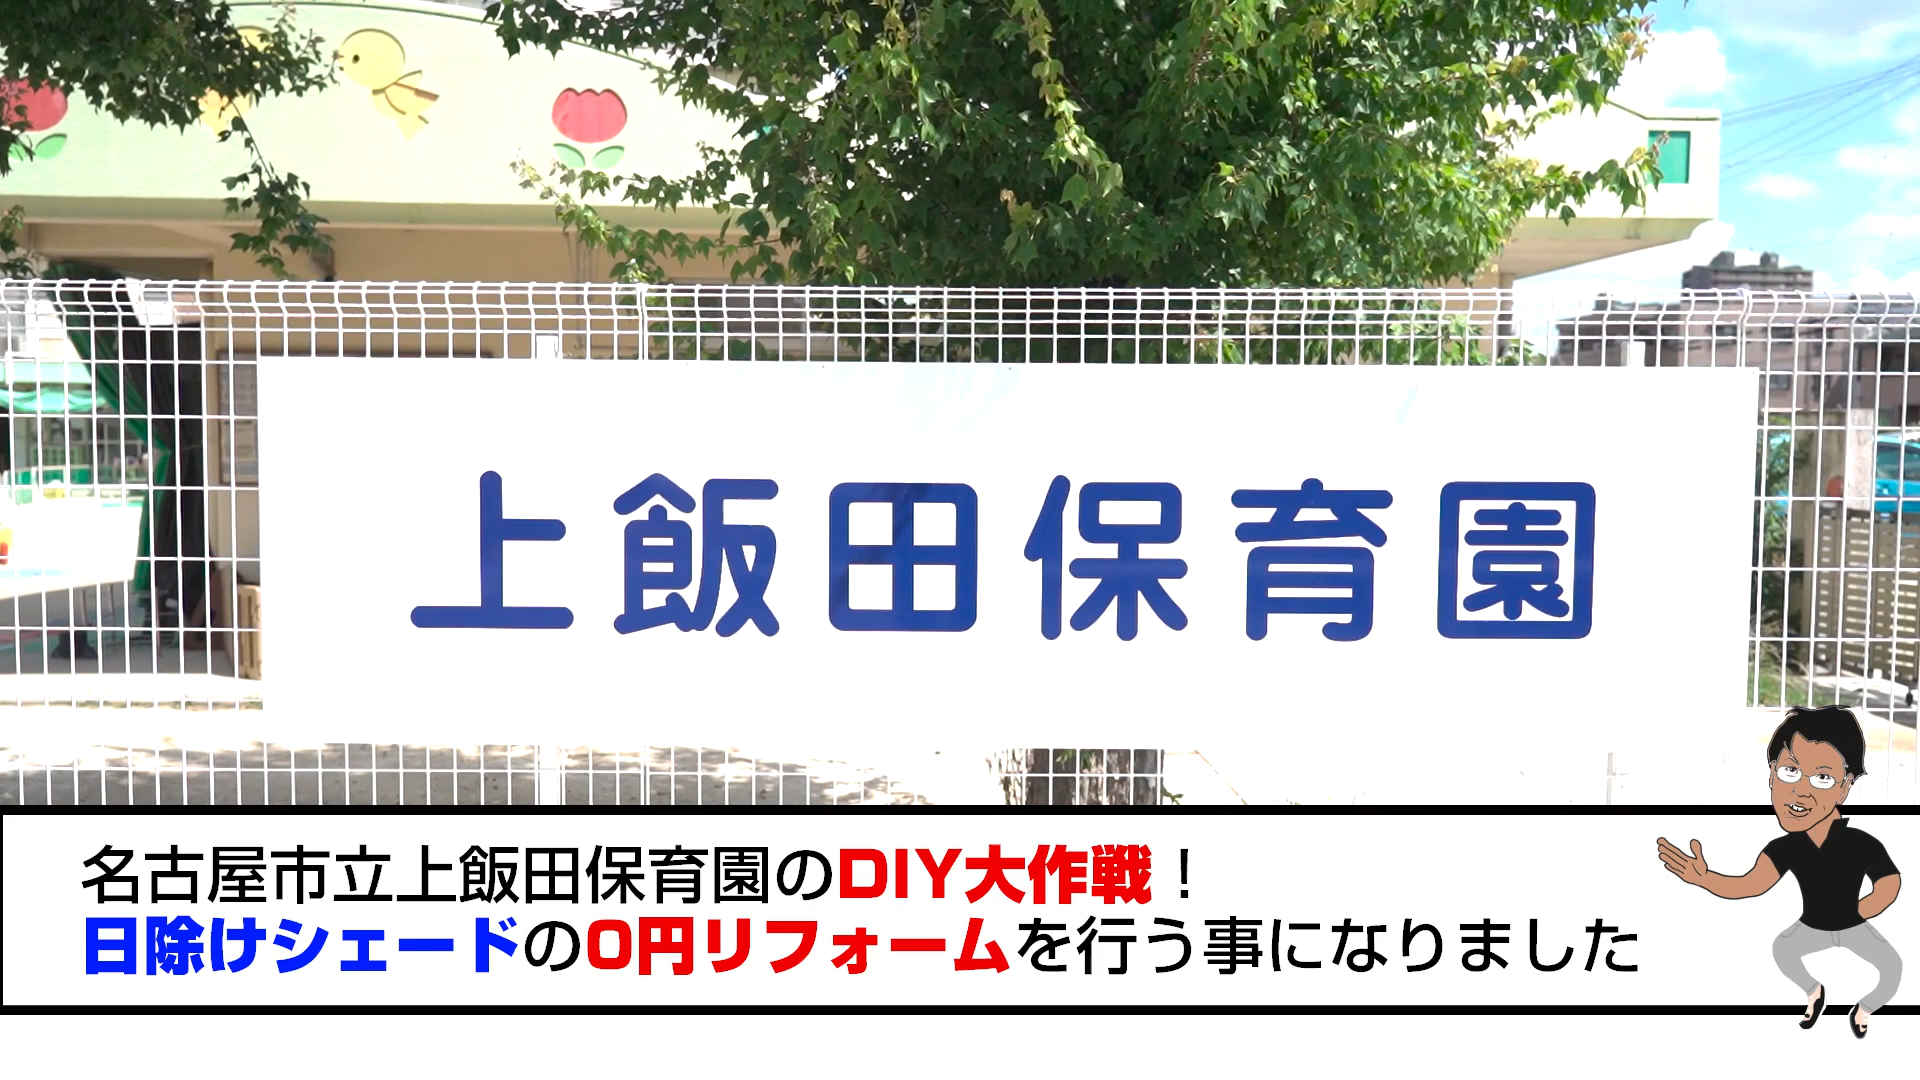 上飯田保育園
名古屋市立上飯田保育園のDIY大作戦！
日除けシェードの0円リフォームを行う事になりました